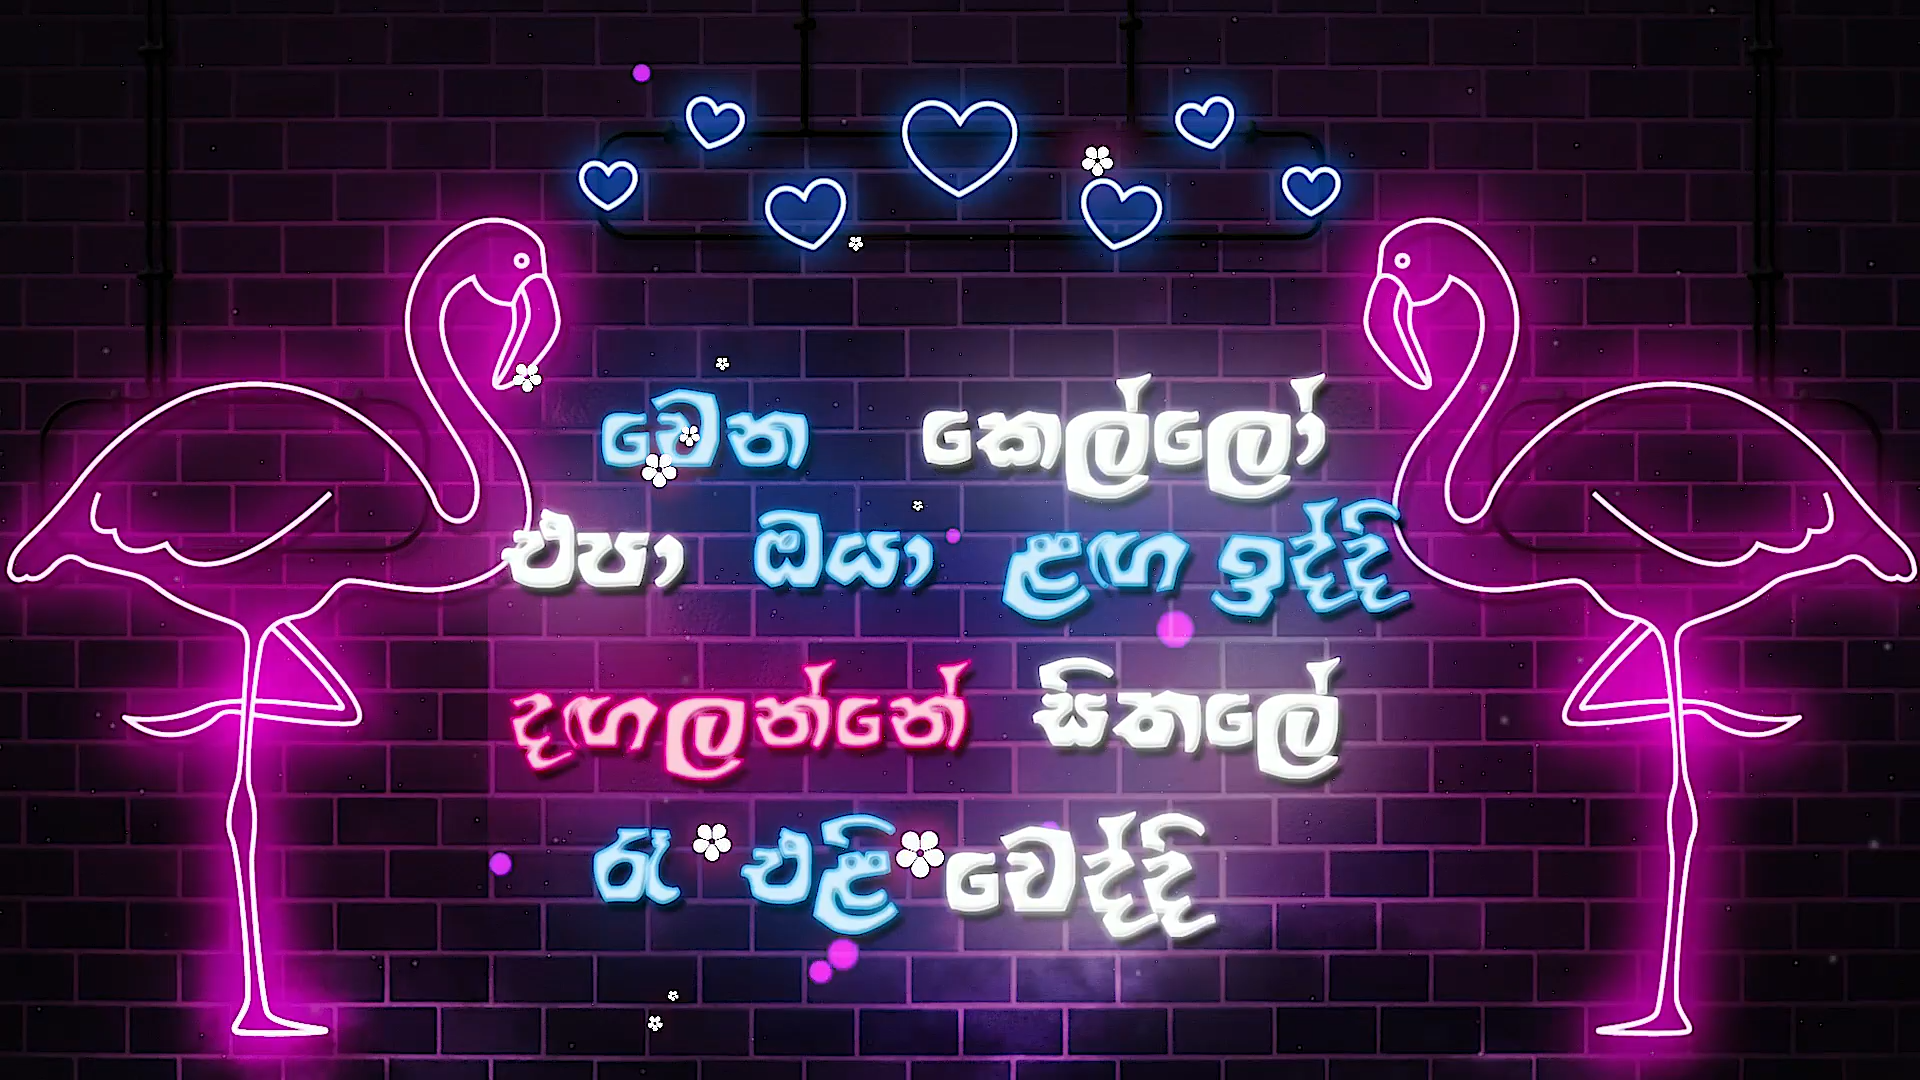 වෙන කෙල්ලෝ
එපා ඔයා ළඟ ඉද්දි
දඟලන්නේ සිතලේ
රෑ එළි වෙද්දි